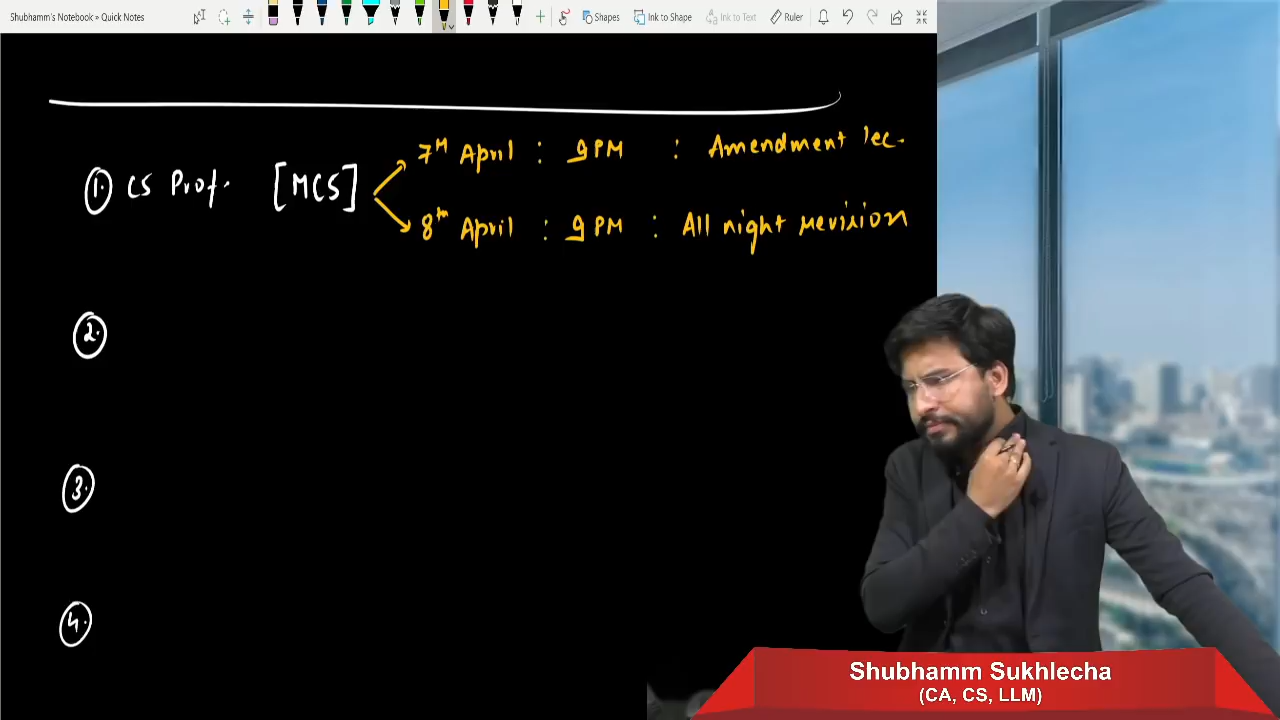 Shubhamm's Notebook » Quick Notes
Shapes
Ink to Shape
Ink to Text
Ruler
7th April : 9PM : Amendment lec.
1. CS Prof. [MCS]
8th April : 9PM : All night revision
2.
3.
4.
Shubhamm Sukhlecha
(CA, CS, LLM)